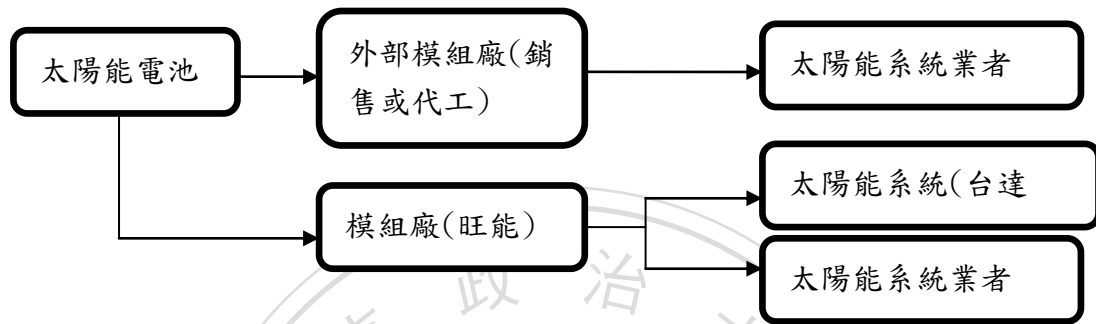 太陽能電池
外部模組廠(銷
售或代工)
太陽能系統業者
太陽能系統(台達
模組廠(旺能)
太陽能系統業者
政治